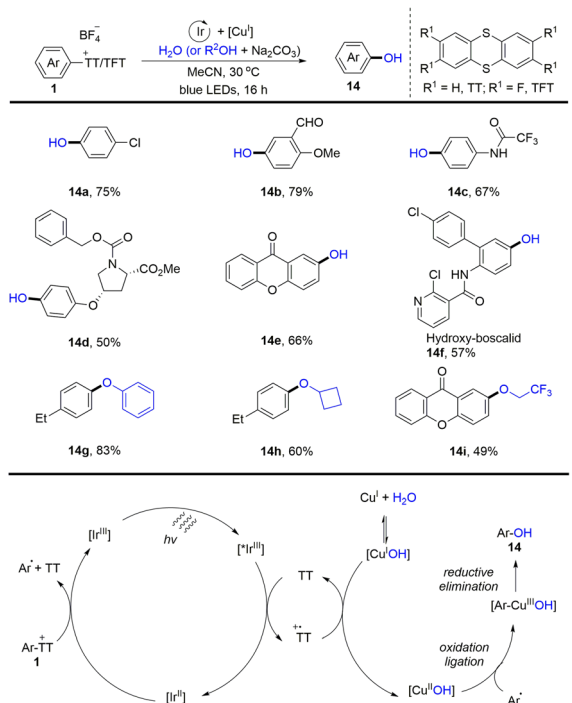 BF₄⁻
Ir + [Cuᴵ]
R¹ S R¹
Ar ⁺TT/TFT
H₂O (or R²OH + Na₂CO₃)
Ar OH
MeCN, 30 °C
R¹ S R¹
1
blue LEDs, 16 h
14
R¹ = H, TT; R¹ = F, TFT
HO Cl
CHO
HO OMe
O
CF₃
HO NH
14a, 75%
14b, 79%
14c, 67%
O O
N
CO₂Me
HO O
O
OH
O
Cl
OH
HN
Cl
N O
14d, 50%
14e, 66%
Hydroxy-boscalid
14f, 57%
O
Et
O
Et
O
O CF₃
O
14g, 83%
14h, 60%
14i, 49%
Cuᴵ + H₂O
[Irᴵᴵᴵ]
hν
[*Irᴵᴵᴵ]
[CuᴵOH]
Ar-OH
14
Ar• + TT
TT
reductive
elimination
[Ar-CuᴵᴵᴵOH]
Ar-TT⁺
1
⁺•TT
oxidation
ligation
[Irᴵᴵ]
[CuᴵᴵOH]
Ar•